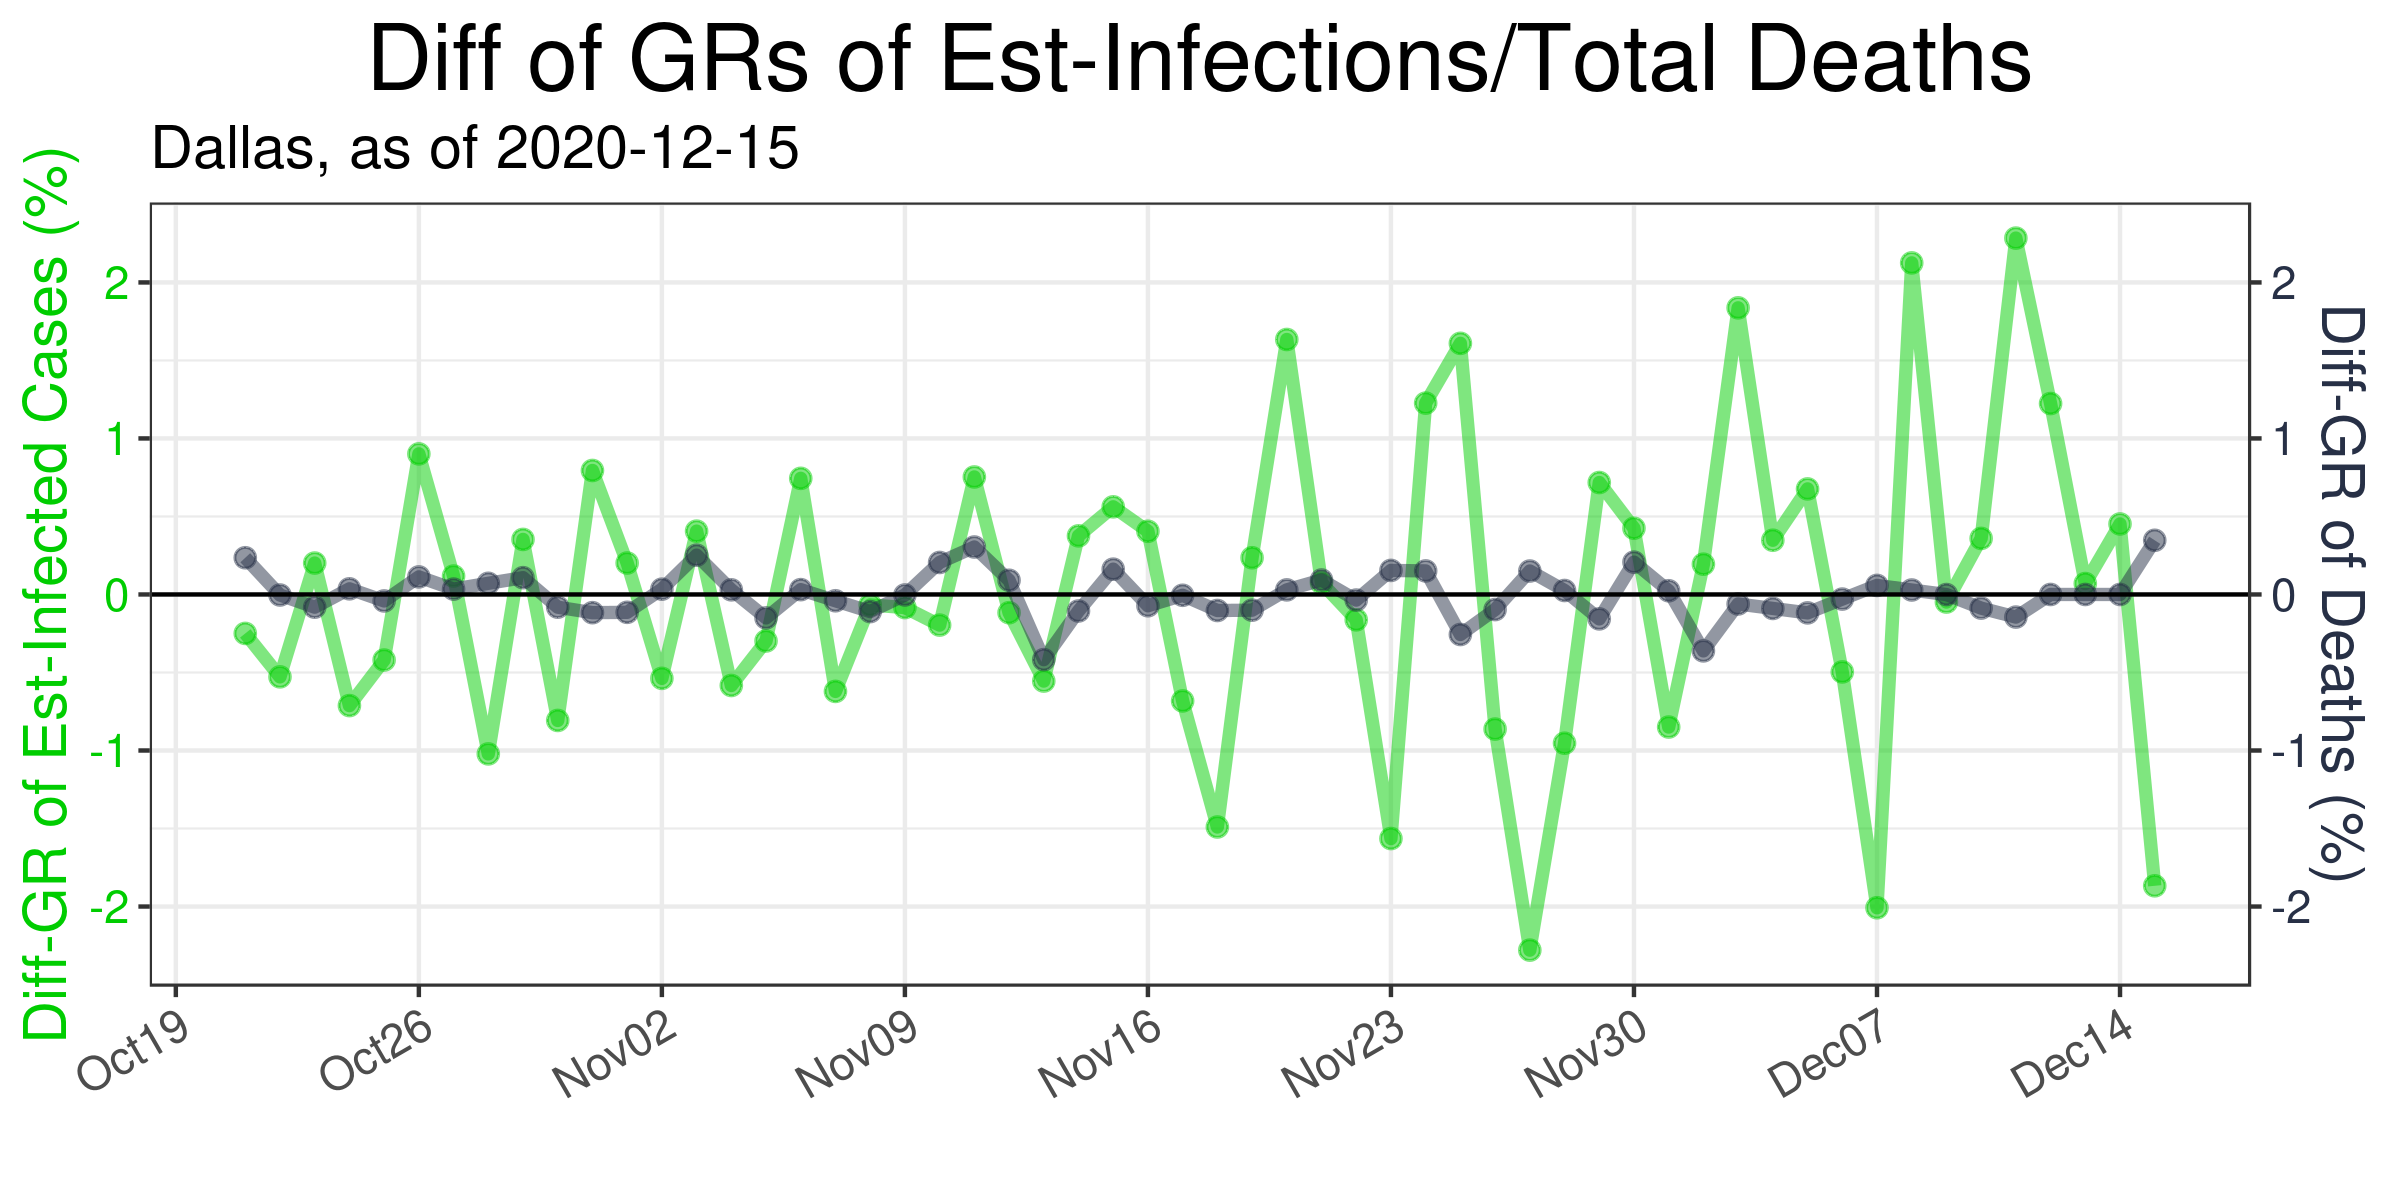 Diff of GRs of Est-Infections/Total Deaths
Dallas, as of 2020-12-15
Diff-GR of Est-Infected Cases (%)
2
1
0
-1
-2
2
1
0
-1
-2
Diff-GR of Deaths (%)
Oct19
Oct26
Nov02
Nov09
Nov16
Nov23
Nov30
Dec07
Dec14